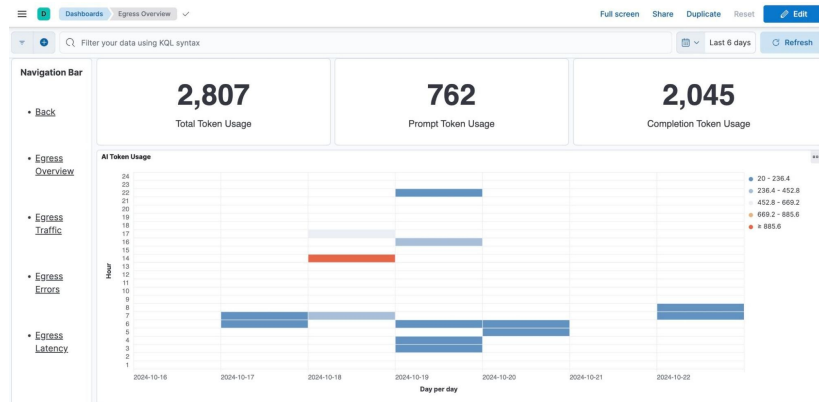 D Dashboards Egress Overview Full screen Share Duplicate Reset Edit
Filter your data using KQL syntax Last 6 days Refresh
Navigation Bar
Back
Egress Overview
Egress Traffic
Egress Errors
Egress Latency
2,807
Total Token Usage
762
Prompt Token Usage
2,045
Completion Token Usage
AI Token Usage
Hour
24
23
22
21
20
19
18
17
16
15
14
13
12
11
10
9
8
7
6
5
4
3
2
1
2024-10-16 2024-10-17 2024-10-18 2024-10-19 2024-10-20 2024-10-21 2024-10-22
Day per day
20 - 236.4
236.4 - 452.8
452.8 - 669.2
669.2 - 885.6
≥ 885.6